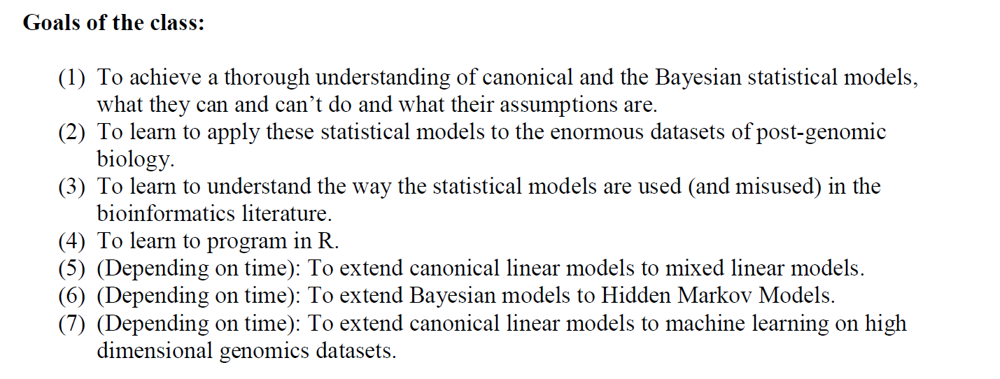 Goals of the class:
(1) To achieve a thorough understanding of canonical and the Bayesian statistical models,
what they can and can’t do and what their assumptions are.
(2) To learn to apply these statistical models to the enormous datasets of post-genomic
biology.
(3) To learn to understand the way the statistical models are used (and misused) in the
bioinformatics literature.
(4) To learn to program in R.
(5) (Depending on time): To extend canonical linear models to mixed linear models.
(6) (Depending on time): To extend Bayesian models to Hidden Markov Models.
(7) (Depending on time): To extend canonical linear models to machine learning on high
dimensional genomics datasets.